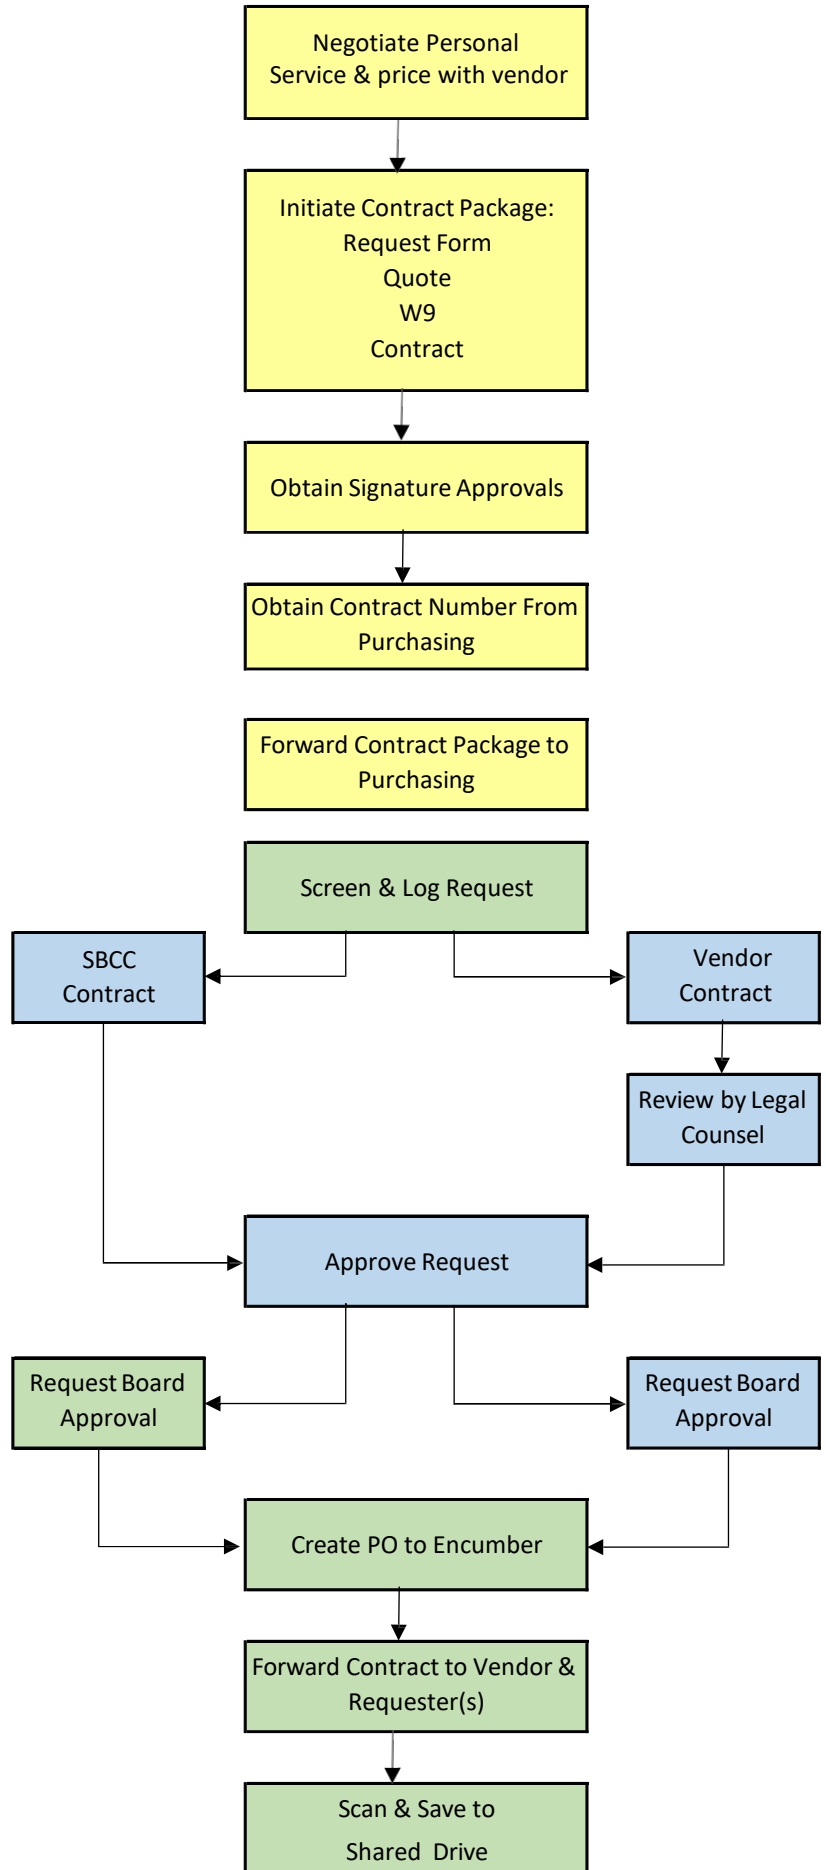 Negotiate Personal
Service & price with vendor
Initiate Contract Package:
Request Form
Quote
W9
Contract
Obtain Signature Approvals
Obtain Contract Number From
Purchasing
Forward Contract Package to
Purchasing
Screen & Log Request
SBCC
Contract
Vendor
Contract
Review by Legal
Counsel
Approve Request
Request Board
Approval
Request Board
Approval
Create PO to Encumber
Forward Contract to Vendor &
Requester(s)
Scan & Save to
Shared Drive